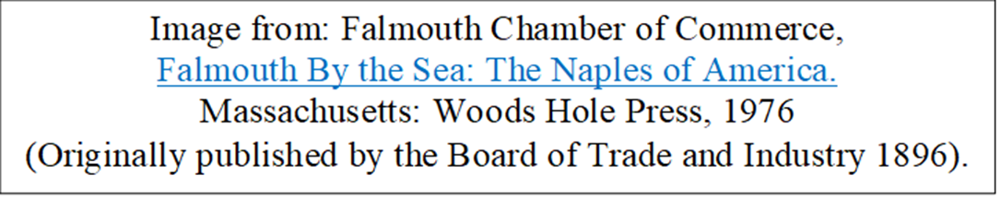 Image from: Falmouth Chamber of Commerce,
Falmouth By the Sea: The Naples of America.
Massachusetts: Woods Hole Press, 1976
(Originally published by the Board of Trade and Industry 1896).